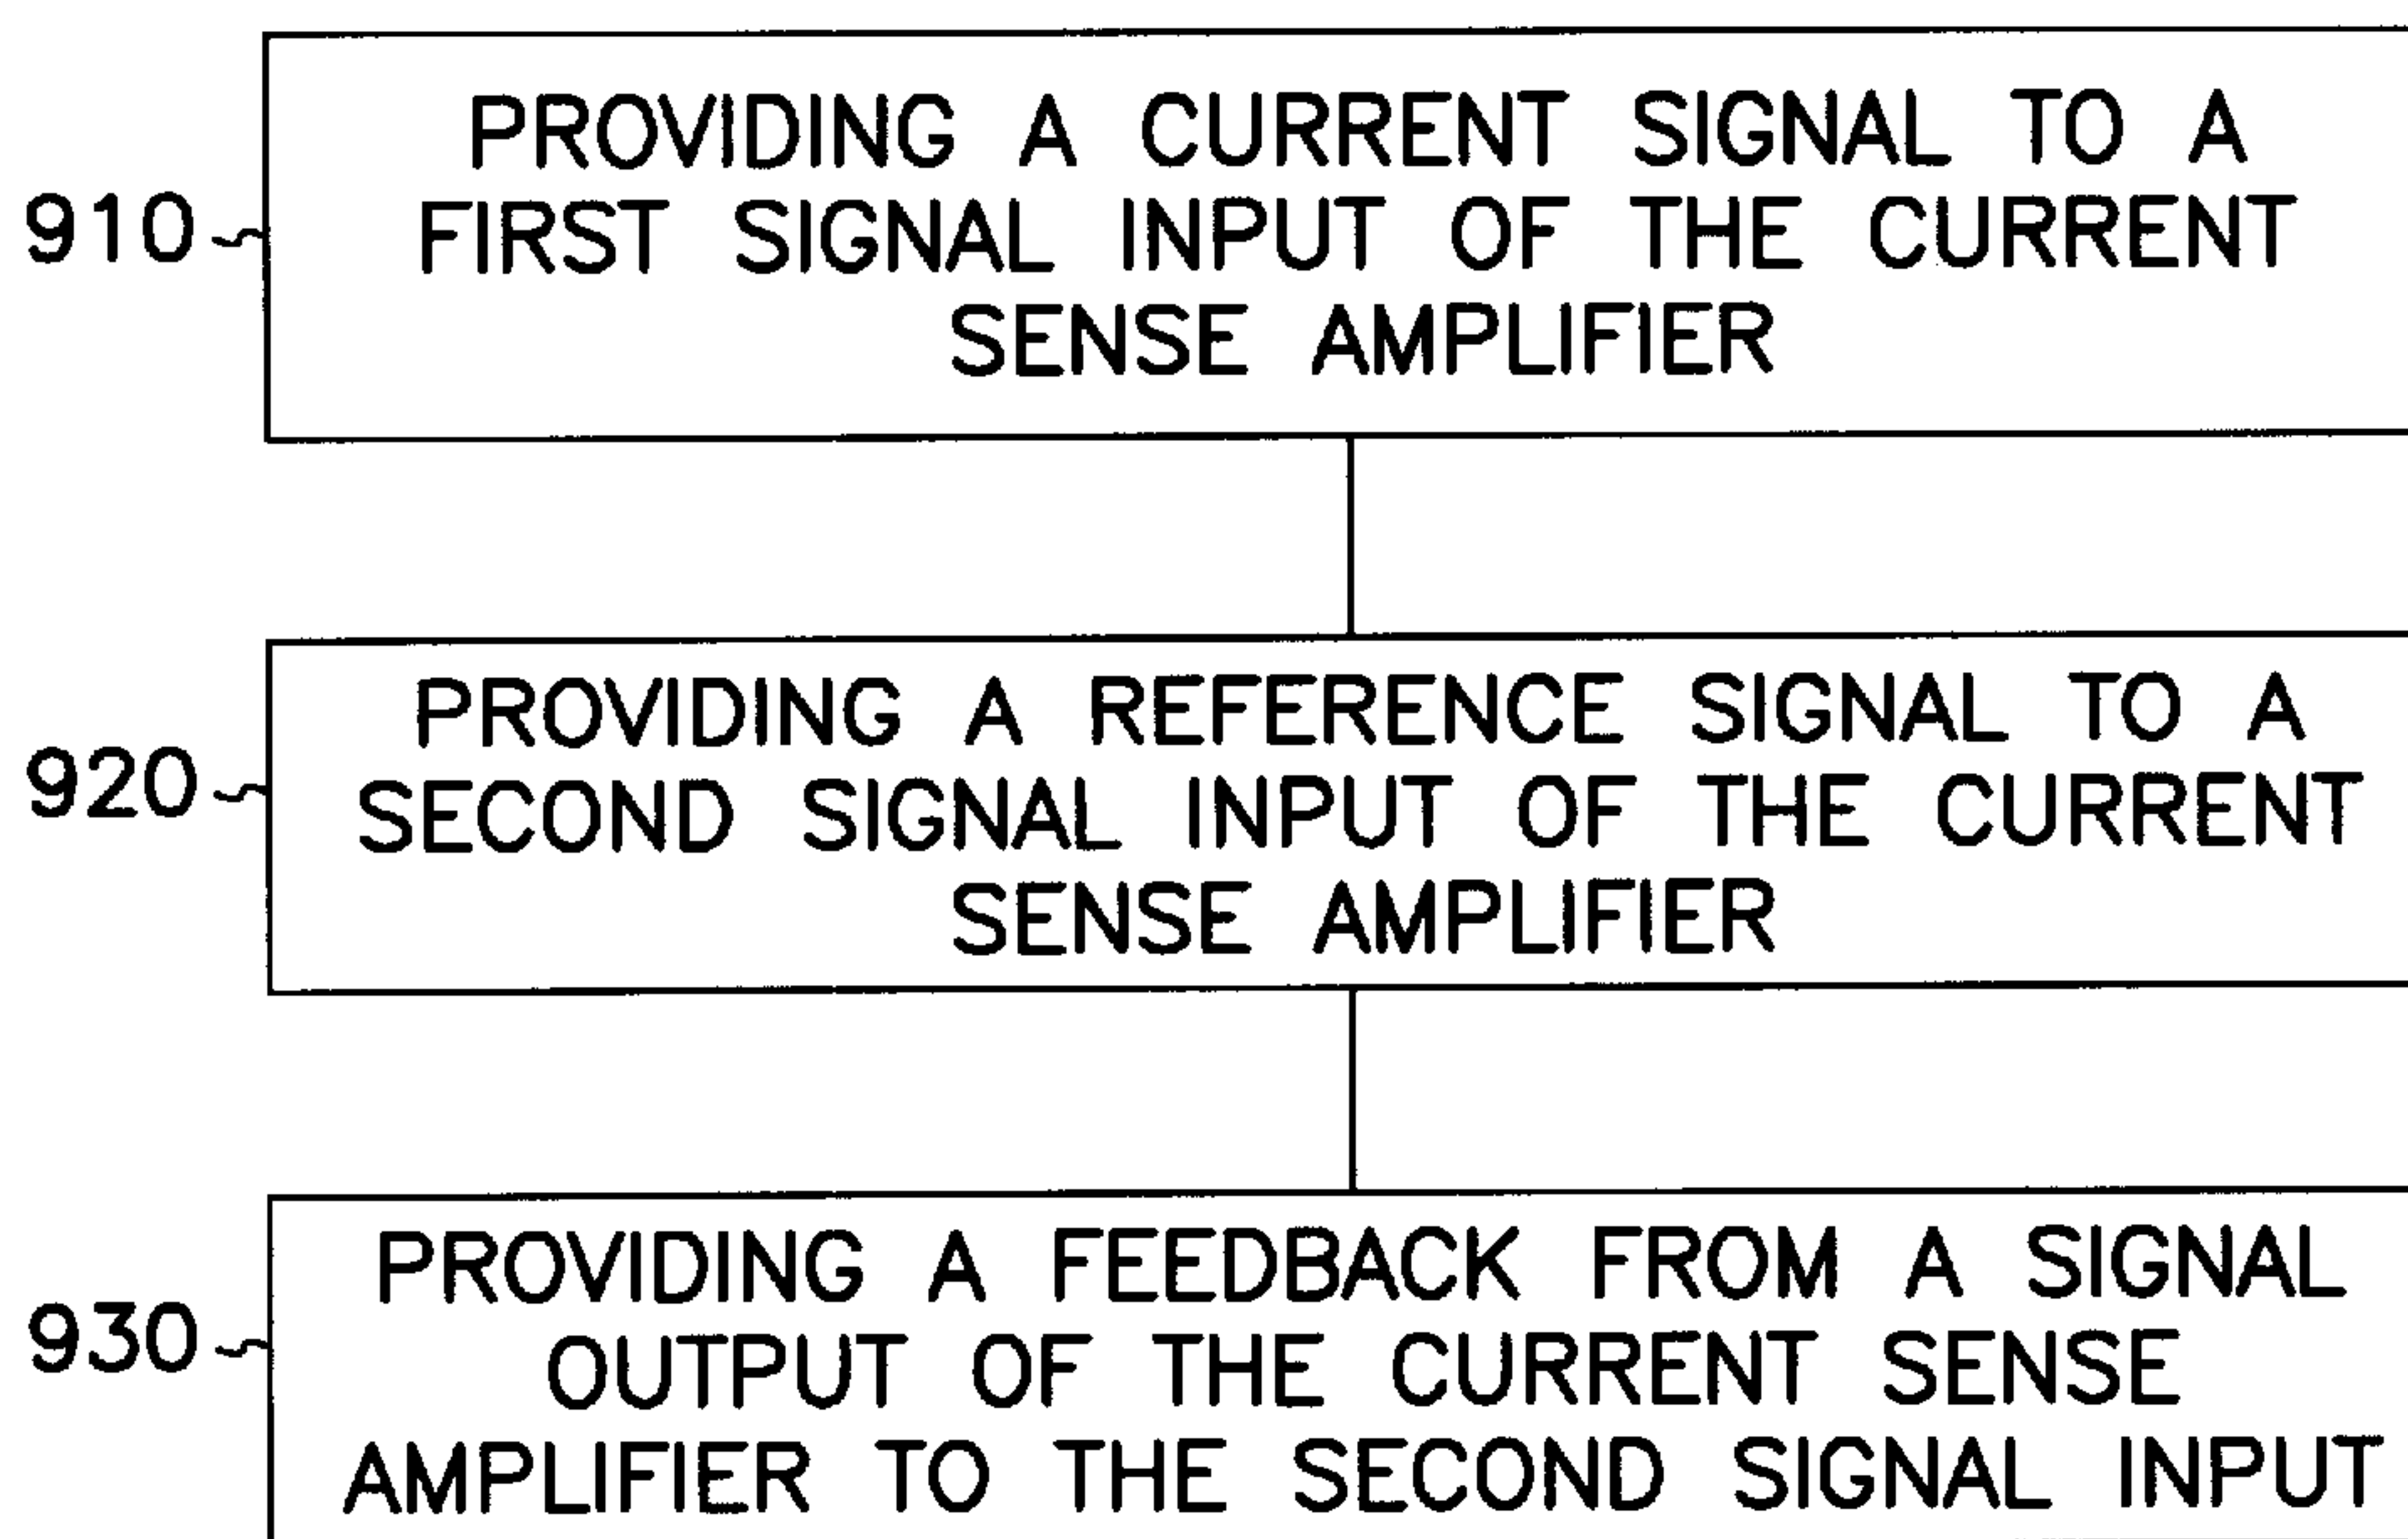 PROVIDING A CURRENT SIGNAL TO A
910 FIRST SIGNAL INPUT OF THE CURRENT
SENSE AMPLIFIER
PROVIDING A REFERENCE SIGNAL TO A
920 SECOND SIGNAL INPUT OF THE CURRENT
SENSE AMPLIFIER
PROVIDING A FEEDBACK FROM A SIGNAL
930 OUTPUT OF THE CURRENT SENSE
AMPLIFIER TO THE SECOND SIGNAL INPUT